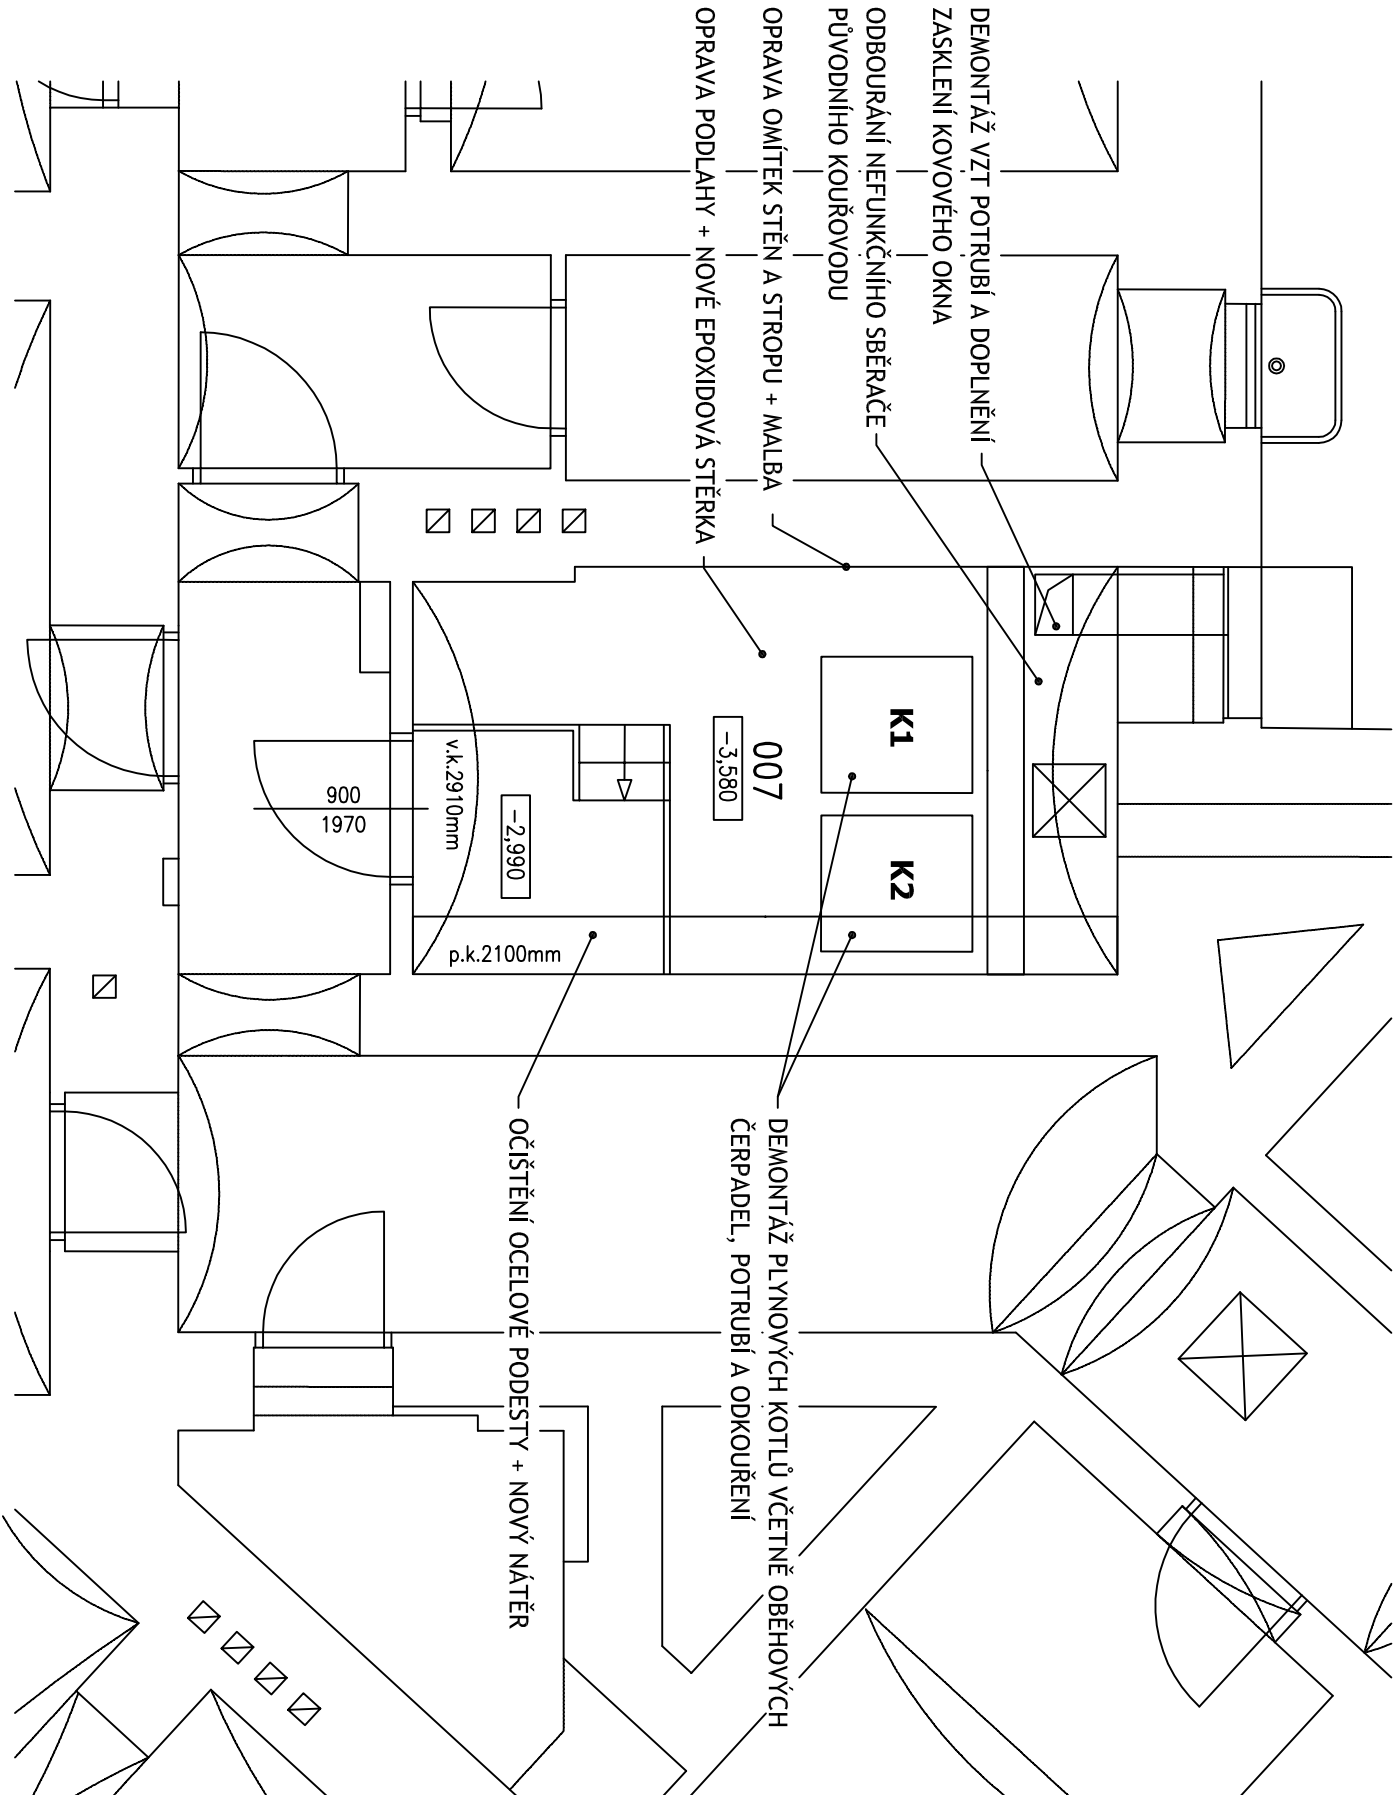 DEMONTÁŽ VZT POTRUBÍ A DOPLNĚNÍ
ZASKLENÍ KOVOVÉHO OKNA
ODBOURÁNÍ NEFUNKČNÍHO SBĚRAČE
PŮVODNÍHO KOUŘOVODU
OPRAVA OMÍTEK STĚN A STROPU + MALBA
OPRAVA PODLAHY + NOVÉ EPOXIDOVÁ STĚRKA
K1
K2
007
-3,580
-2,990
v.k.2910mm
900
1970
p.k.2100mm
DEMONTÁŽ PLYNOVÝCH KOTLŮ VČETNĚ OBĚHOVÝCH
ČERPADEL, POTRUBÍ A ODKOUŘENÍ
OČIŠTĚNÍ OCELOVÉ PODESTY + NOVÝ NÁTĚR